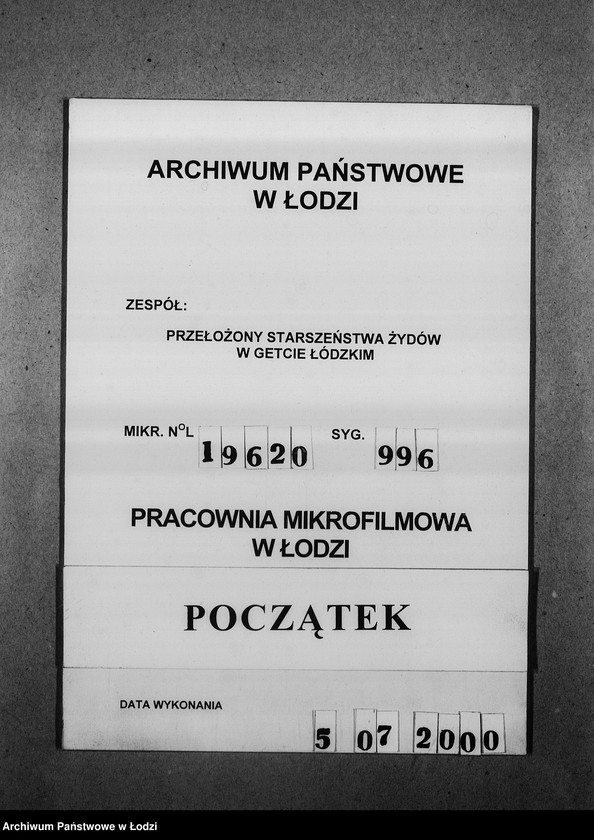 ARCHIWUM PAŃSTWOWE
W ŁODZI
ZESPÓŁ:
PRZEŁOŻONY STARSZEŃSTWA ŻYDÓW
W GETCIE ŁÓDZKIM
MIKR. NOL 19620 SYG. 996
PRACOWNIA MIKROFILMOWA
W ŁODZI
POCZĄTEK
DATA WYKONANIA
5 07 2000
Archiwum Państwowe w Łodzi